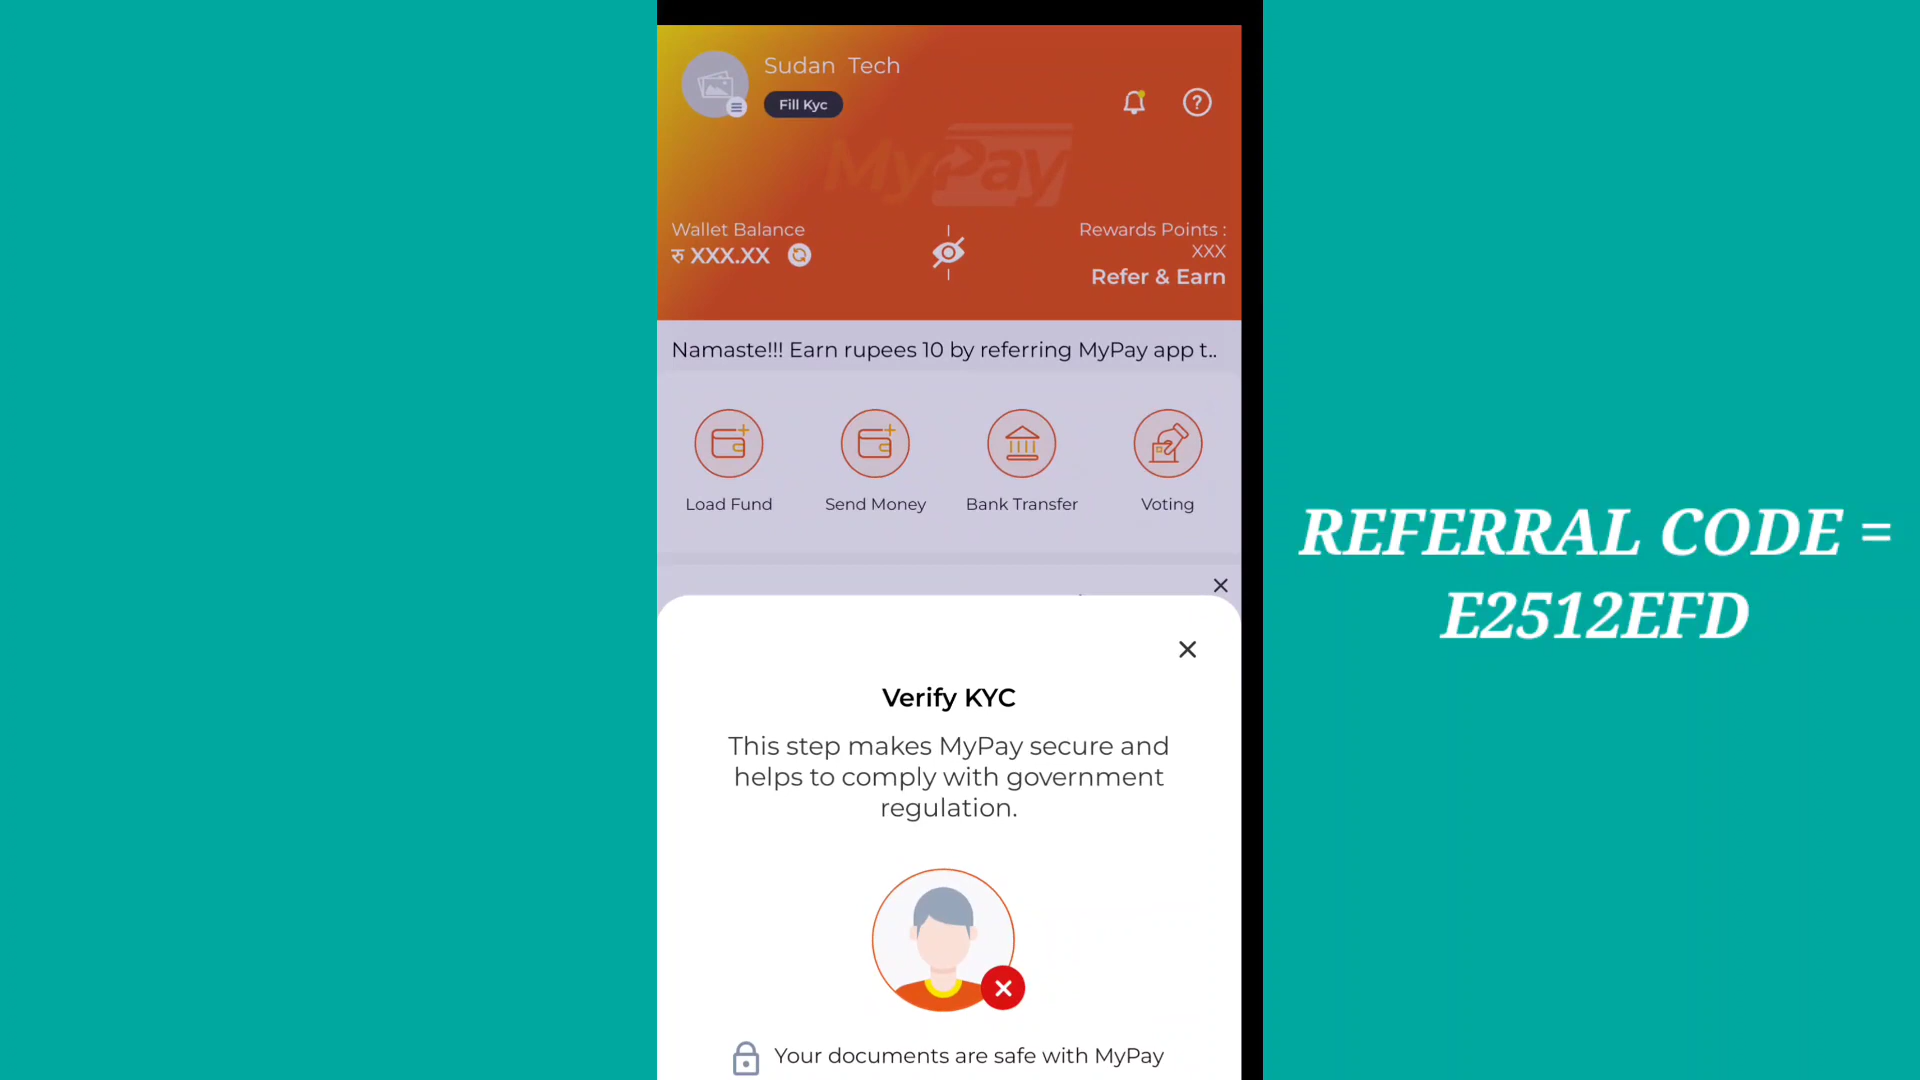 Sudan Tech
Fill Kyc
MyPay
Wallet Balance
रु XXX.XX
Rewards Points :
XXX
Refer & Earn
Namaste!!! Earn rupees 10 by referring MyPay app t..
Load Fund
Send Money
Bank Transfer
Voting
Verify KYC
This step makes MyPay secure and
helps to comply with government
regulation.
Your documents are safe with MyPay
REFERRAL CODE =
E2512EFD